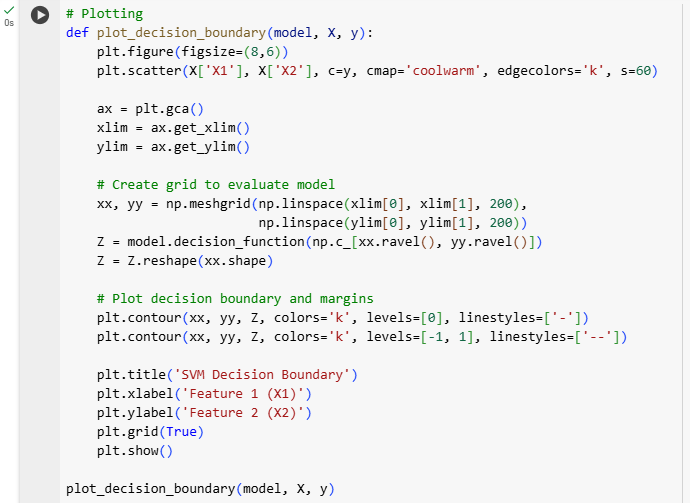 0s
# Plotting
def plot_decision_boundary(model, X, y):
    plt.figure(figsize=(8,6))
    plt.scatter(X['X1'], X['X2'], c=y, cmap='coolwarm', edgecolors='k', s=60)

    ax = plt.gca()
    xlim = ax.get_xlim()
    ylim = ax.get_ylim()

    # Create grid to evaluate model
    xx, yy = np.meshgrid(np.linspace(xlim[0], xlim[1], 200),
                         np.linspace(ylim[0], ylim[1], 200))
    Z = model.decision_function(np.c_[xx.ravel(), yy.ravel()])
    Z = Z.reshape(xx.shape)

    # Plot decision boundary and margins
    plt.contour(xx, yy, Z, colors='k', levels=[0], linestyles=['-'])
    plt.contour(xx, yy, Z, colors='k', levels=[-1, 1], linestyles=['--'])

    plt.title('SVM Decision Boundary')
    plt.xlabel('Feature 1 (X1)')
    plt.ylabel('Feature 2 (X2)')
    plt.grid(True)
    plt.show()

plot_decision_boundary(model, X, y)